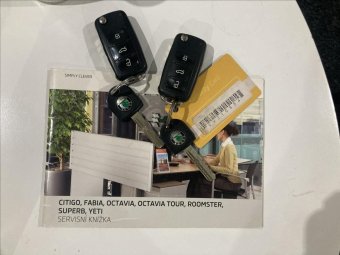 SIMPLY CLEVER
CITIGO, FABIA, OCTAVIA, OCTAVIA TOUR, ROOMSTER,
SUPERB, YETI
SERVISNÍ KNÍŽKA